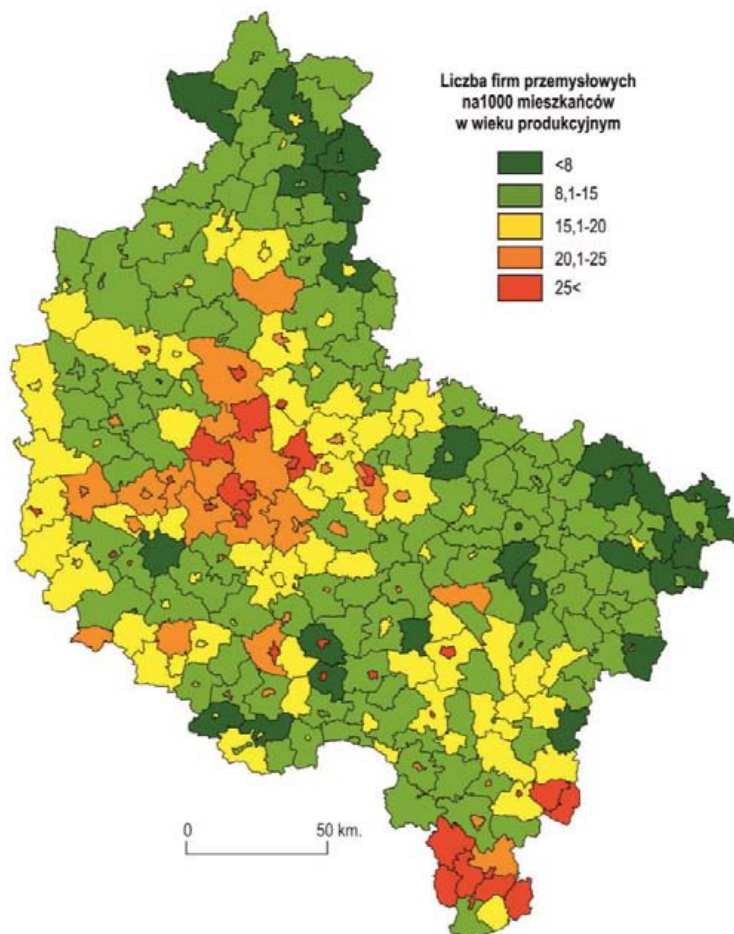 Liczba firm przemysłowych
na1000 mieszkańców
w wieku produkcyjnym
<8
8,1-15
15,1-20
20,1-25
25<
0 50 km.